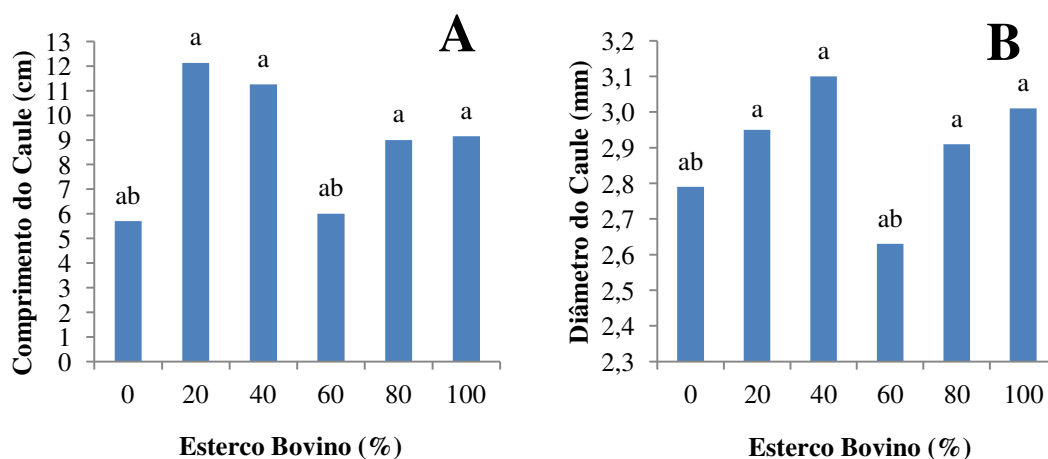 A
Comprimento do Caule (cm)
13
12
11
10
9
8
7
6
5
4
3
2
1
0
ab
a
a
ab
a
a
0 20 40 60 80 100
Esterco Bovino (%)
B
Diâmetro do Caule (mm)
3,2
3,1
3,0
2,9
2,8
2,7
2,6
2,5
2,4
2,3
ab
a
a
ab
a
a
0 20 40 60 80 100
Esterco Bovino (%)